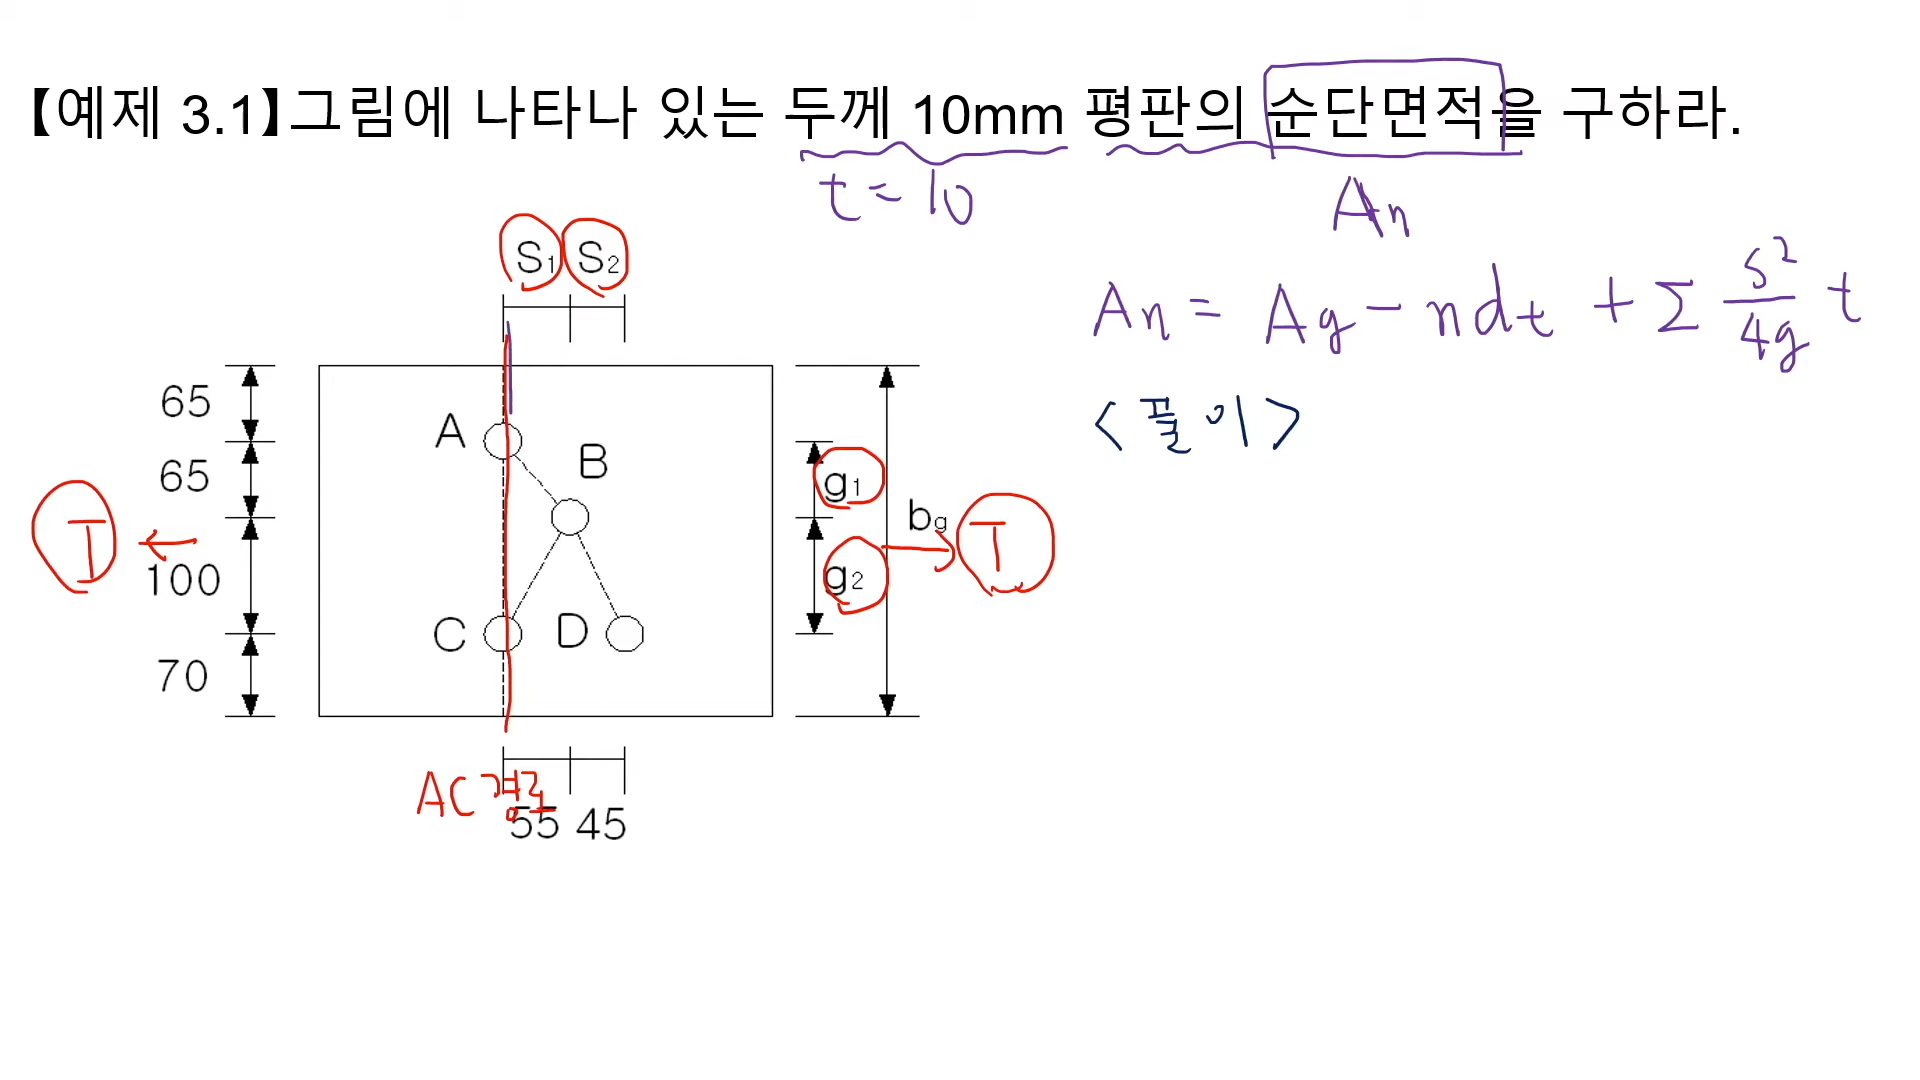 【예제 3.1】그림에 나타나 있는 두께 10mm 평판의 순단면적을 구하라.
t = 10
An
S1 S2
An = Ag - ndt + Σ s²/4g t
<풀이>
65
A
B
65
g1
bg
T
T
100
g2
C D
70
AC 경로
55 45